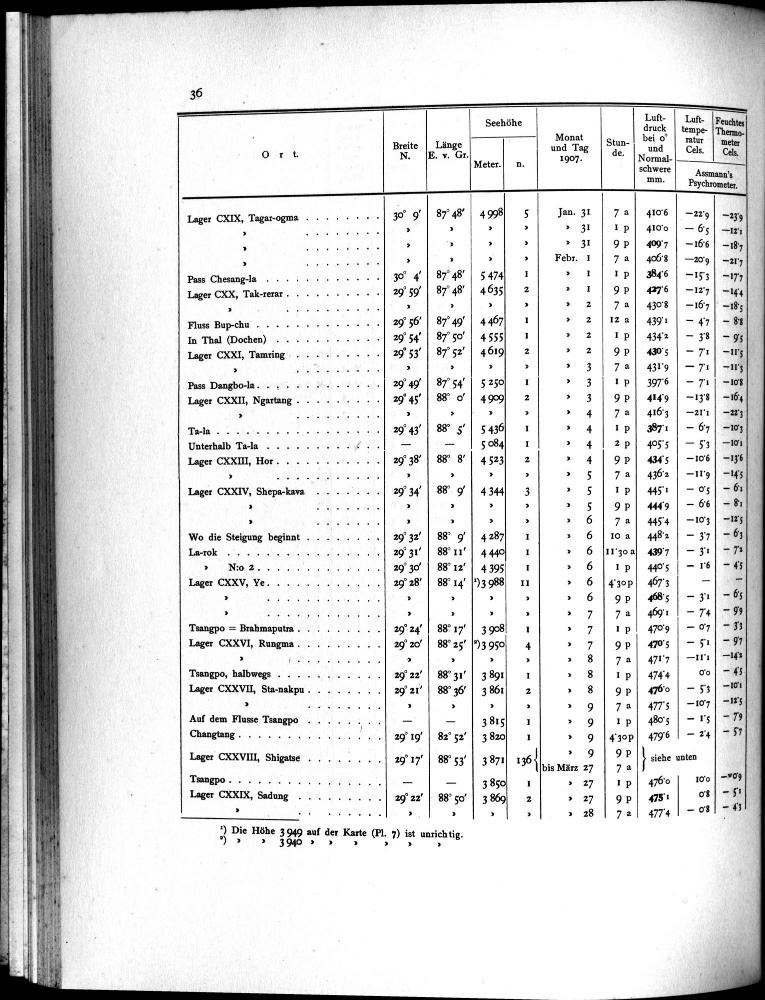 36
O r t. | Breite N. | Länge E. v. Gr. | Seehöhe Meter. | Seehöhe n. | Monat und Tag 1907. | Stun- de. | Luft- druck bei 0° und Normal- schwere mm. | Luft- tempe- ratur Cels. | Feuchtes Thermo- meter Cels. | Assmann's Psychrometer.
Lager CXIX, Tagar-ogma . . . . . . . . 30° 9′ 87° 48′ 4 998 5 Jan. 31 7 a 410·6 —22·9 —23·9
» . . . . . . . . » » » » » 31 1 p 410·0 — 6·5 —12·1
» . . . . . . . . » » » » » 31 9 p 409·7 —16·6 —18·7
» . . . . . . . . » » » » Febr. 1 7 a 406·8 —20·9 —21·7
Pass Chesang-la . . . . . . . . . . . 30° 4′ 87° 48′ 5 474 1 » 1 1 p 384·6 —15·3 —17·7
Lager CXX, Tak-rerar . . . . . . . . . 29° 59′ 87° 48′ 4 635 2 » 1 9 p 427·6 —12·7 —14·4
» . . . . . . . . » » » » » 2 7 a 430·8 —16·7 —18·5
Fluss Bup-chu . . . . . . . . . . . . 29° 56′ 87° 49′ 4 467 1 » 2 12 a 439·1 — 4·7 — 8·8
In Thal (Dochen) . . . . . . . . . . . 29° 54′ 87° 50′ 4 555 1 » 2 1 p 434·2 — 3·8 — 9·5
Lager CXXI, Tamring . . . . . . . . . 29° 53′ 87° 52′ 4 619 2 » 2 9 p 430·5 — 7·1 —11·5
» . . . . . . . . » » » » » 3 7 a 431·9 — 7·1 —11·3
Pass Dangbo-la . . . . . . . . . . . . 29° 49′ 87° 54′ 5 250 1 » 3 1 p 397·6 — 7·1 —10·8
Lager CXXII, Ngartang . . . . . . . . 29° 45′ 88° 0′ 4 909 2 » 3 9 p 414·9 —13·8 —16·4
» . . . . . . . . » » » » » 4 7 a 416·3 —21·1 —22·3
Ta-la . . . . . . . . . . . . . . . . 29° 43′ 88° 5′ 5 436 1 » 4 1 p 387·1 — 6·7 —10·3
Unterhalb Ta-la . . . . . . . . . . . — — 5 084 1 » 4 2 p 405·5 — 5·3 —10·1
Lager CXXIII, Hor . . . . . . . . . . 29° 38′ 88° 8′ 4 523 2 » 4 9 p 434·5 —10·6 —13·6
» . . . . . . . . » » » » » 5 7 a 436·2 —11·9 —14·5
Lager CXXIV, Shepa-kava . . . . . . . 29° 34′ 88° 9′ 4 344 3 » 5 1 p 445·1 — 0·5 — 6·1
» . . . . . . . . » » » » » 5 9 p 444·9 — 6·6 — 8·1
» . . . . . . . . » » » » » 6 7 a 445·4 —10·3 —12·5
Wo die Steigung beginnt . . . . . . . 29° 32′ 88° 9′ 4 287 1 » 6 10 a 448·2 — 3·7 — 6·3
La-rok . . . . . . . . . . . . . . . 29° 31′ 88° 11′ 4 440 1 » 6 11·30 a 439·7 — 3·1 — 7·2
» N:o 2 . . . . . . . . . . . . 29° 30′ 88° 12′ 4 395 1 » 6 1 p 440·5 — 1·6 — 4·5
Lager CXXV, Ye . . . . . . . . . . . 29° 28′ 88° 14′ ¹)3 988 11 » 6 4·30p 467·3 — —
» . . . . . . . . » » » » » 6 9 p 468·5 — 3·1 — 6·5
» . . . . . . . . » » » » » 7 7 a 469·1 — 7·4 — 9·9
Tsangpo = Brahmaputra . . . . . . . . 29° 24′ 88° 17′ 3 908 1 » 7 1 p 470·9 — 0·7 — 3·3
Lager CXXVI, Rungma . . . . . . . . . 29° 20′ 88° 25′ ²)3 950 4 » 7 9 p 470·5 — 5·1 — 9·7
» . . . . . . . . » » » » » 8 7 a 471·7 —11·1 —14·2
Tsangpo, halbwegs . . . . . . . . . . 29° 22′ 88° 31′ 3 891 1 » 8 1 p 474·4 0·0 — 4·5
Lager CXXVII, Sta-nakpu . . . . . . . 29° 21′ 88° 36′ 3 861 2 » 8 9 p 476·0 — 5·3 —10·1
» . . . . . . . . » » » » » 9 7 a 477·5 —10·7 —12·5
Auf dem Flusse Tsangpo . . . . . . . — — 3 815 1 » 9 1 p 480·5 — 1·5 — 7·9
Changtang . . . . . . . . . . . . . . 29° 19′ 82° 52′ 3 820 1 » 9 4·30p 479·6 — 2·4 — 5·7
Lager CXXVIII, Shigatse . . . . . . . 29° 17′ 88° 53′ 3 871 136 { » 9 9 p } siehe unten
bis März 27 7 a
Tsangpo . . . . . . . . . . . . . . . — — 3 850 1 » 27 1 p 476·0 10·0
Lager CXXIX, Sadung . . . . . . . . . 29° 22′ 88° 50′ 3 869 2 » 27 9 p 475·1 0·8 — 5·1
» . . . . . . . . » » » » » 28 7 a 477·4 — 0·8 — 4·3
¹) Die Höhe 3 949 auf der Karte (Pl. 7) ist unrichtig.
²) » » 3 940 » » » » » »